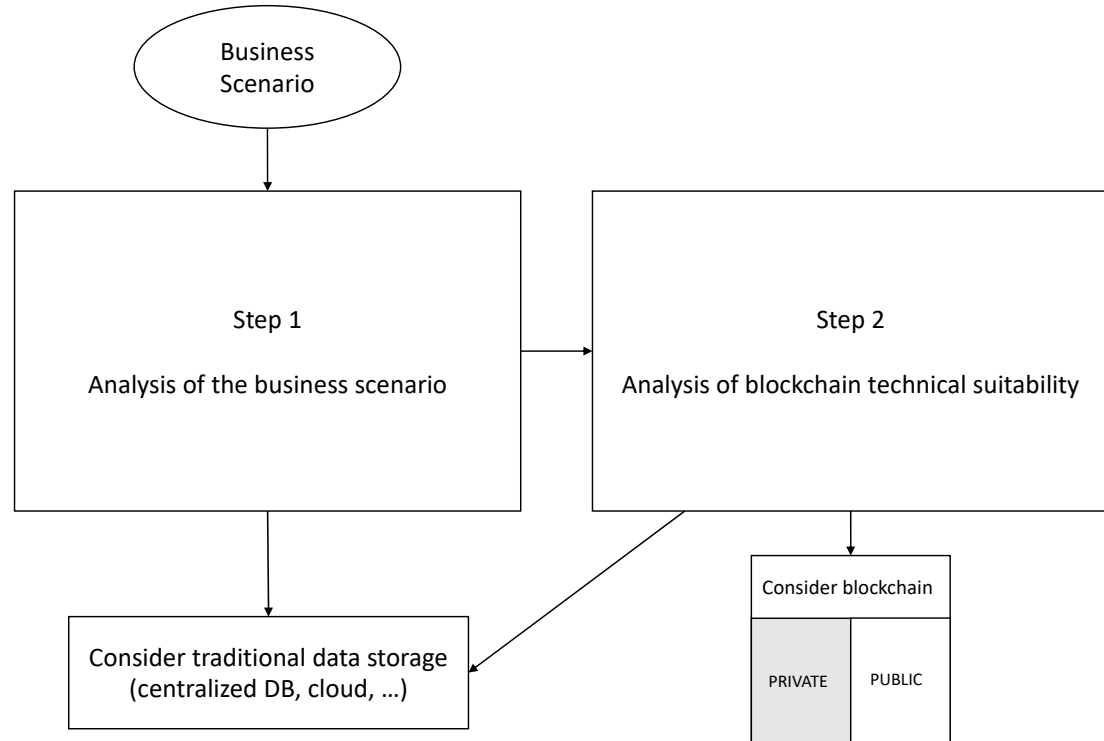 Business
Scenario
Step 1
Analysis of the business scenario
Step 2
Analysis of blockchain technical suitability
Consider traditional data storage
(centralized DB, cloud, …)
Consider blockchain
PRIVATE
PUBLIC